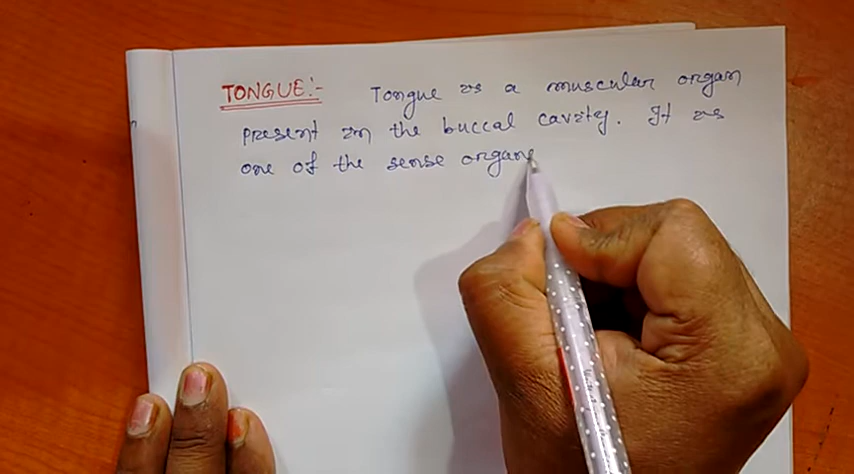 TONGUE:- Tongue is a muscular organ
present in the buccal cavity. It is
one of the sense organs